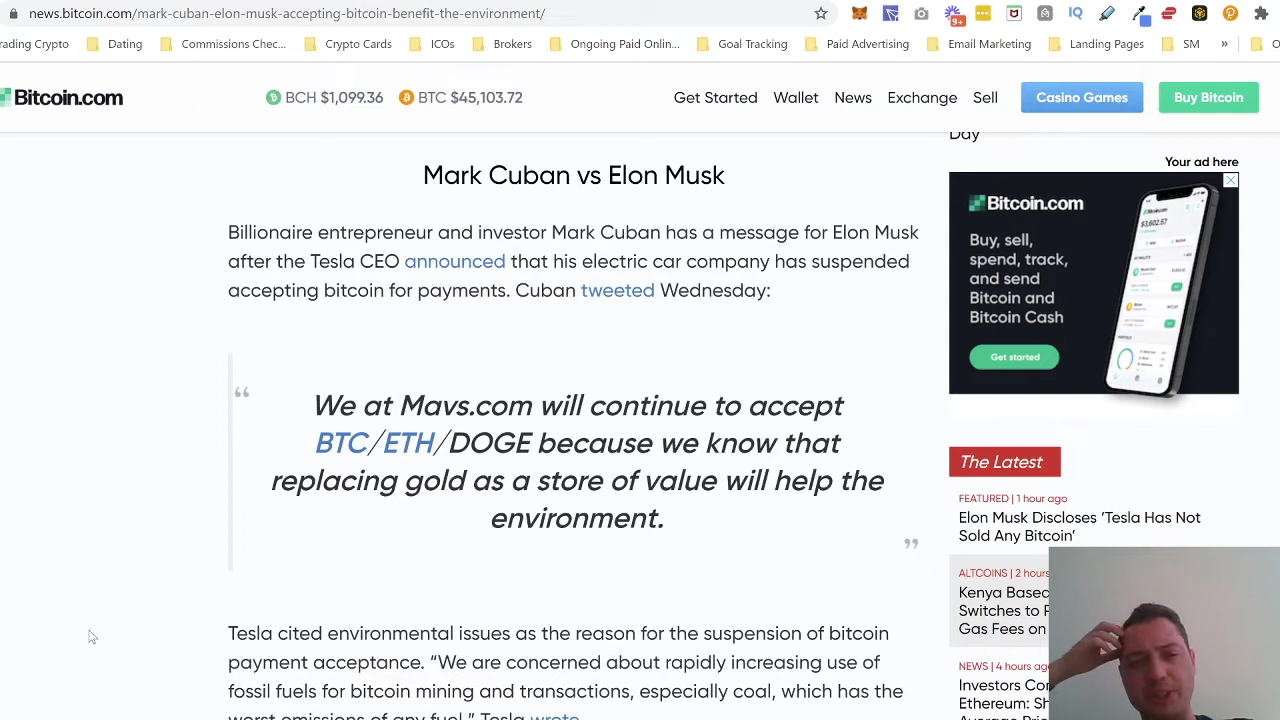 news.bitcoin.com/mark-cuban-elon-musk-accepting-bitcoin-benefit-the-environment/
9+
IQ
rading Crypto Dating Commissions Chec... Crypto Cards ICOs Brokers Ongoing Paid Onlin... Goal Tracking Paid Advertising Email Marketing Landing Pages SM » O
Bitcoin.com BCH $1,099.36 BTC $45,103.72 Get Started Wallet News Exchange Sell Casino Games Buy Bitcoin
Day
Your ad here
Mark Cuban vs Elon Musk
Billionaire entrepreneur and investor Mark Cuban has a message for Elon Musk
after the Tesla CEO announced that his electric car company has suspended
accepting bitcoin for payments. Cuban tweeted Wednesday:
“
We at Mavs.com will continue to accept
BTC/ETH/DOGE because we know that
replacing gold as a store of value will help the
environment.
”
Tesla cited environmental issues as the reason for the suspension of bitcoin
payment acceptance. “We are concerned about rapidly increasing use of
fossil fuels for bitcoin mining and transactions, especially coal, which has the
worst emissions of any fuel,” Tesla wrote.
Bitcoin.com
Buy, sell,
spend, track,
and send
Bitcoin and
Bitcoin Cash
Get started
$3,602.57
The Latest
FEATURED | 1 hour ago
Elon Musk Discloses ‘Tesla Has Not
Sold Any Bitcoin’
ALTCOINS | 2 hours
Kenya Based
Switches to
Gas Fees on
NEWS | 4 hours ago
Investors Con
Ethereum: Sh